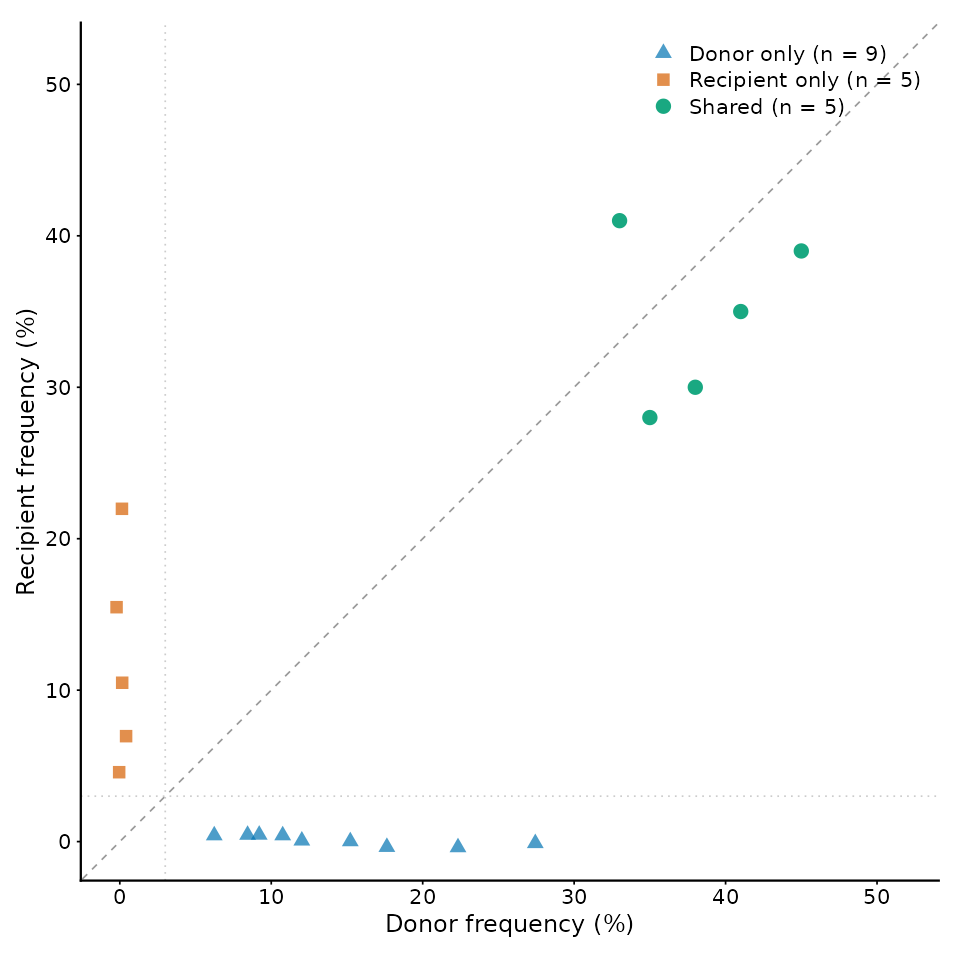 Donor only (n = 9)
Recipient only (n = 5)
Shared (n = 5)
50
40
30
20
10
0
Recipient frequency (%)
0 10 20 30 40 50
Donor frequency (%)